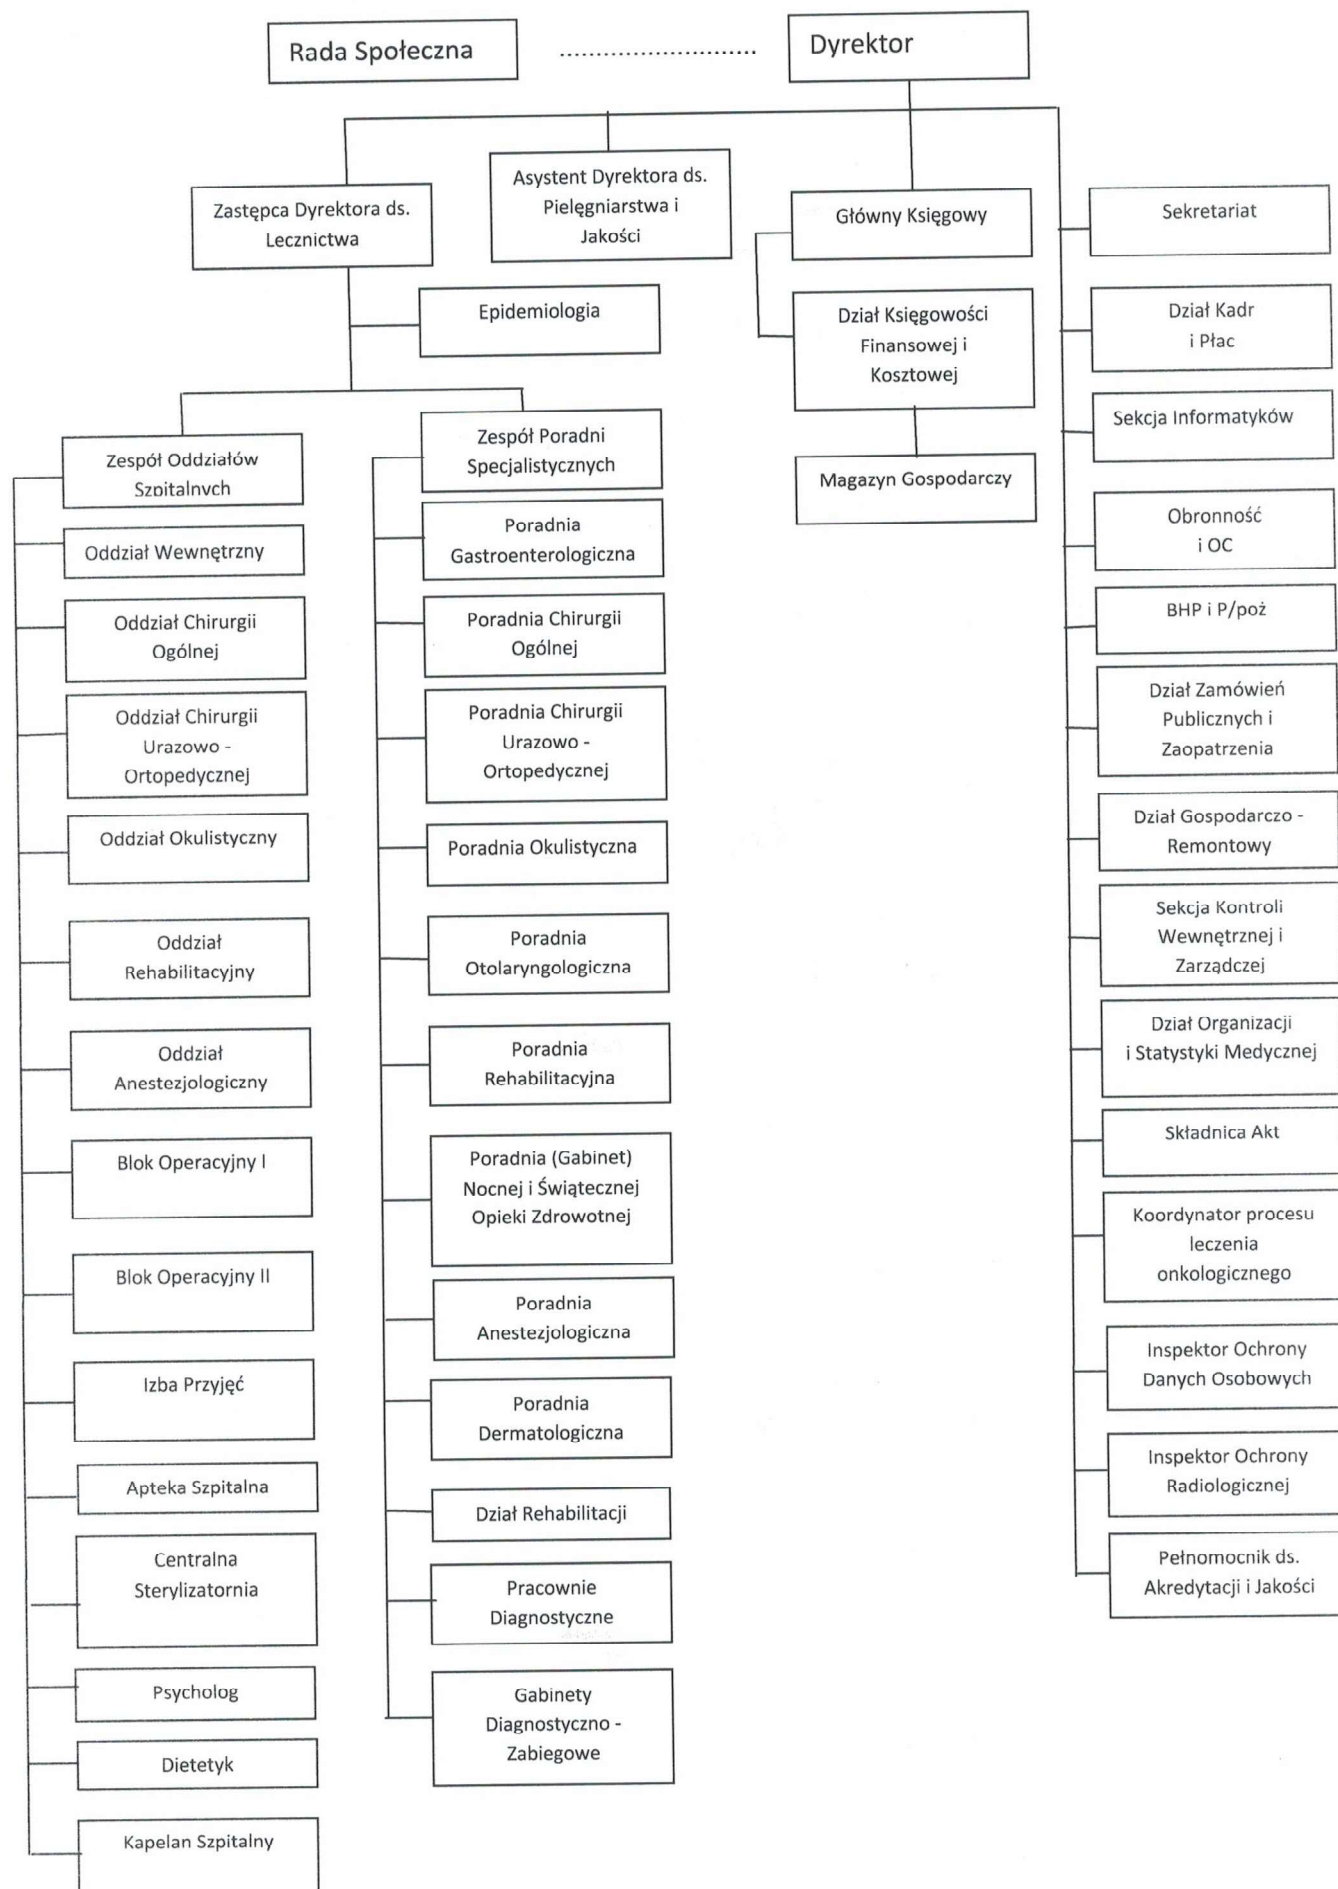 Rada Społeczna
..........................
Dyrektor
Zastępca Dyrektora ds.
Lecznictwa
Asystent Dyrektora ds.
Pielęgniarstwa i
Jakości
Główny Księgowy
Dział Księgowości
Finansowej i
Kosztowej
Magazyn Gospodarczy
Epidemiologia
Zespół Oddziałów
Szpitalnych
Oddział Wewnętrzny
Oddział Chirurgii
Ogólnej
Oddział Chirurgii
Urazowo -
Ortopedycznej
Oddział Okulistyczny
Oddział
Rehabilitacyjny
Oddział
Anestezjologiczny
Blok Operacyjny I
Blok Operacyjny II
Izba Przyjęć
Apteka Szpitalna
Centralna
Sterylizatornia
Psycholog
Dietetyk
Kapelan Szpitalny
Zespół Poradni
Specjalistycznych
Poradnia
Gastroenterologiczna
Poradnia Chirurgii
Ogólnej
Poradnia Chirurgii
Urazowo -
Ortopedycznej
Poradnia Okulistyczna
Poradnia
Otolaryngologiczna
Poradnia
Rehabilitacyjna
Poradnia (Gabinet)
Nocnej i Świątecznej
Opieki Zdrowotnej
Poradnia
Anestezjologiczna
Poradnia
Dermatologiczna
Dział Rehabilitacji
Pracownie
Diagnostyczne
Gabinety
Diagnostyczno -
Zabiegowe
Sekretariat
Dział Kadr
i Płac
Sekcja Informatyków
Obronność
i OC
BHP i P/poż
Dział Zamówień
Publicznych i
Zaopatrzenia
Dział Gospodarczo -
Remontowy
Sekcja Kontroli
Wewnętrznej i
Zarządczej
Dział Organizacji
i Statystyki Medycznej
Składnica Akt
Koordynator procesu
leczenia
onkologicznego
Inspektor Ochrony
Danych Osobowych
Inspektor Ochrony
Radiologicznej
Pełnomocnik ds.
Akredytacji i Jakości